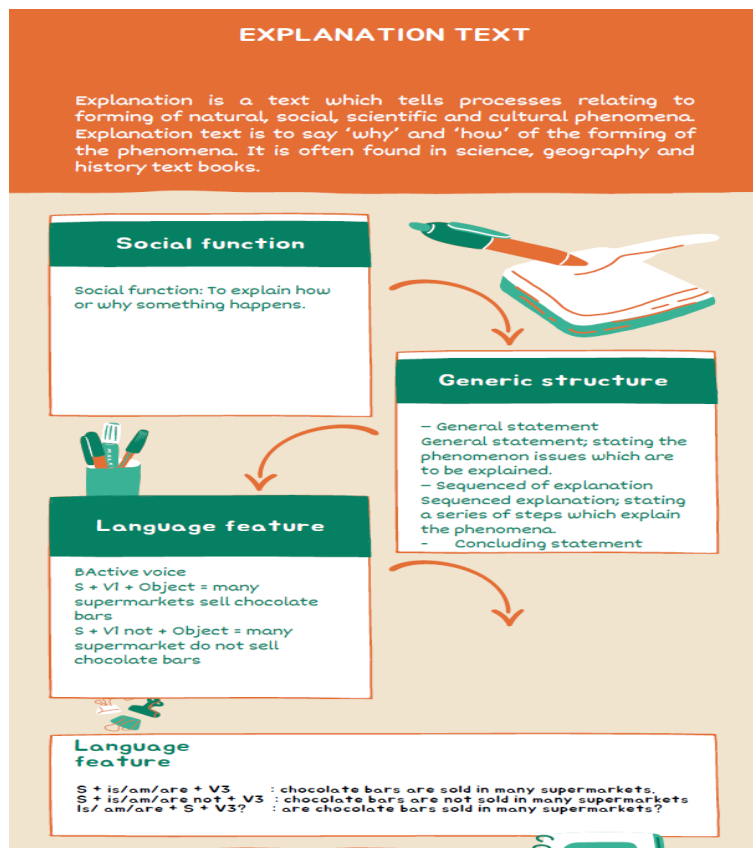 EXPLANATION TEXT
Explanation is a text which tells processes relating to
forming of natural, social, scientific and cultural phenomena
Explanation text is to say ‘why’ and ‘how’ of the forming of
the phenomena. It is often found in science, geography and
history text books.
Social function
Social function: To explain how
or why something happens.
Generic structure
– General statement
General statement; stating the
phenomenon issues which are
to be explained.
– Sequenced of explanation
Sequenced explanation; stating
a series of steps which explain
the phenomena.
- Concluding statement
Language feature
BActive voice
S + V1 + Object = many
supermarkets sell chocolate
bars
S + V1 not + Object = many
supermarket do not sell
chocolate bars
Language
feature
S + is/am/are + V3 : chocolate bars are sold in many supermarkets.
S + is/am/are not + V3 : chocolate bars are not sold in many supermarkets
Is/ am/are + S + V3? : are chocolate bars sold in many supermarkets?